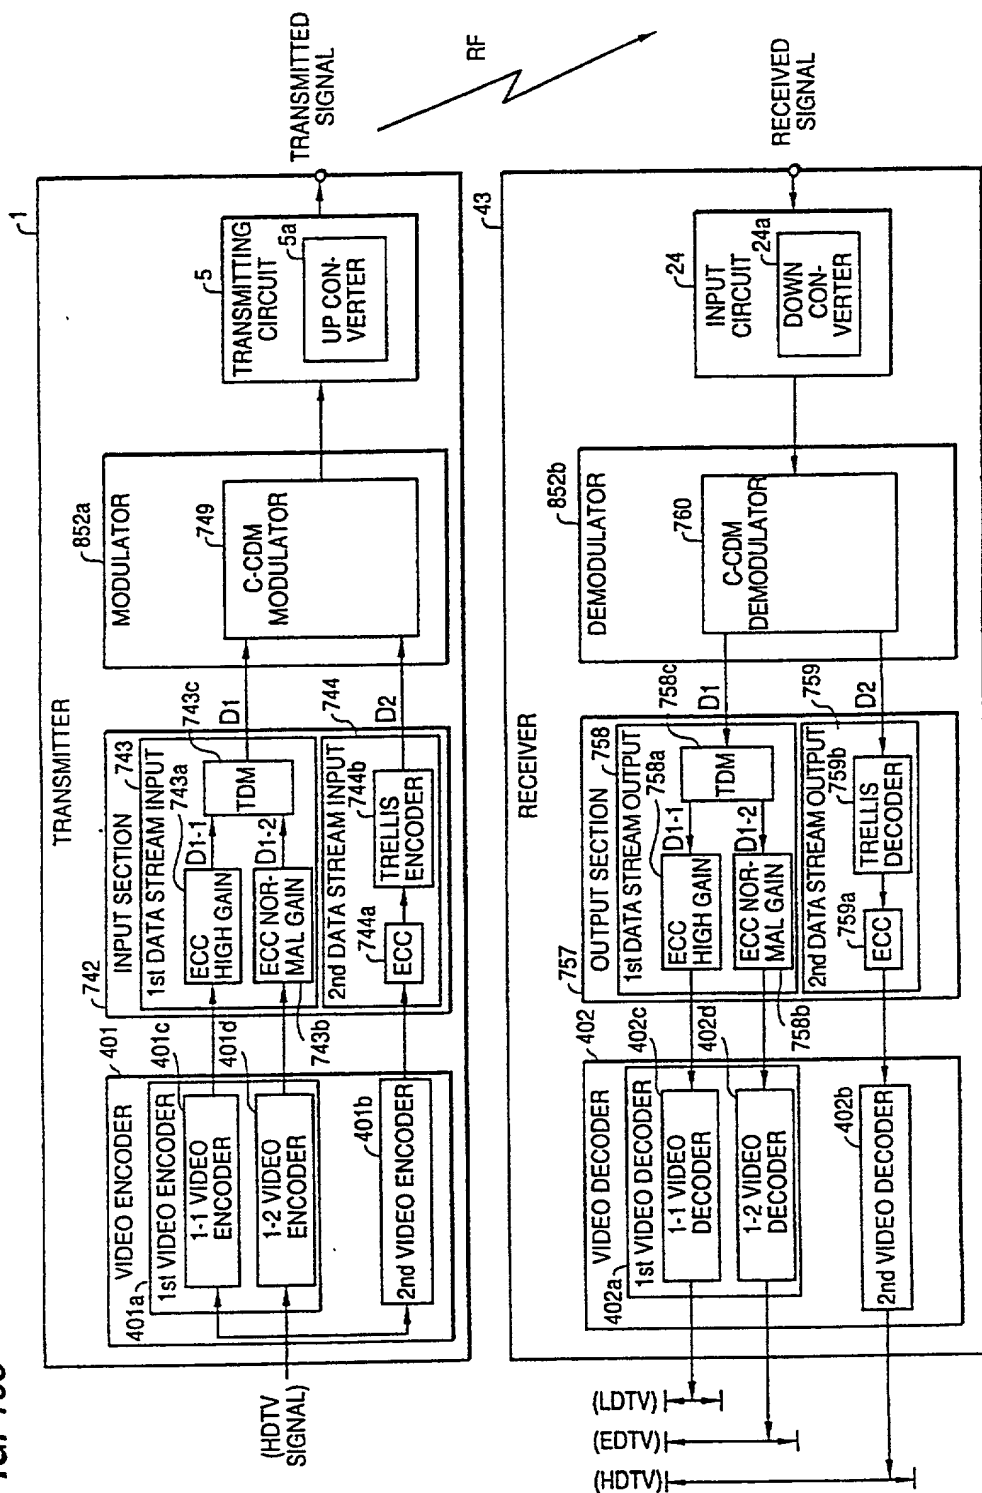 TRANSMITTER
1
(HDTV
SIGNAL)
VIDEO ENCODER
401
401a
1st VIDEO ENCODER
401c
1-1 VIDEO
ENCODER
401d
1-2 VIDEO
ENCODER
401b
2nd VIDEO ENCODER
742
INPUT SECTION
743
1st DATA STREAM INPUT
743a
ECC
HIGH GAIN
D1-1
743c
TDM
D1
ECC NOR-
MAL GAIN
D1-2
743b
744
2nd DATA STREAM INPUT
744a
ECC
744b
TRELLIS
ENCODER
D2
852a
MODULATOR
749
C-CDM
MODULATOR
5
TRANSMITTING
CIRCUIT
5a
UP CON-
VERTER
TRANSMITTED
SIGNAL
RF
RECEIVER
43
RECEIVED
SIGNAL
24
INPUT
CIRCUIT
24a
DOWN
CON-
VERTER
852b
DEMODULATOR
760
C-CDM
DEMODULATOR
757
OUTPUT SECTION
758
1st DATA STREAM OUTPUT
758a
ECC
HIGH GAIN
D1-1
758c
TDM
D1
ECC NOR-
MAL GAIN
D1-2
758b
759
2nd DATA STREAM OUTPUT
759a
ECC
759b
TRELLIS
DECODER
D2
402
VIDEO DECODER
402a
1st VIDEO DECODER
402c
1-1 VIDEO
DECODER
402d
1-2 VIDEO
DECODER
402b
2nd VIDEO DECODER
(LDTV)
(EDTV)
(HDTV)